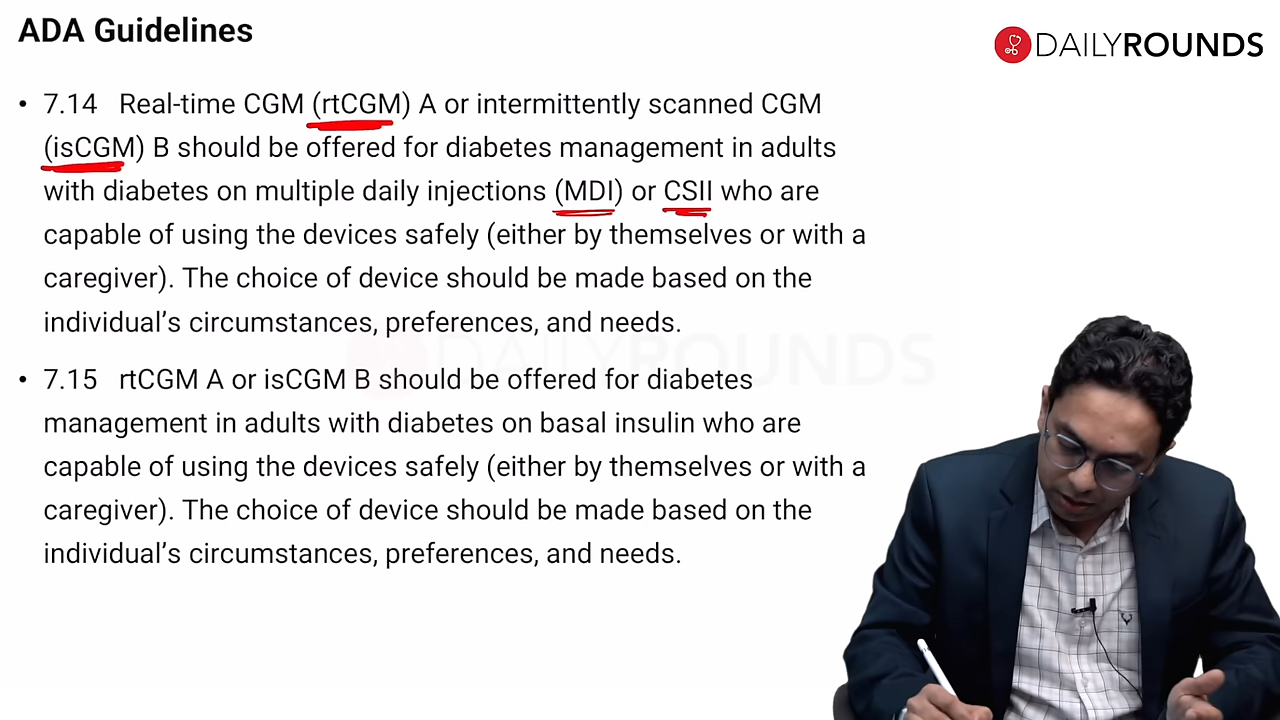 ADA Guidelines
DAILYROUNDS
• 7.14 Real-time CGM (rtCGM) A or intermittently scanned CGM
(isCGM) B should be offered for diabetes management in adults
with diabetes on multiple daily injections (MDI) or CSII who are
capable of using the devices safely (either by themselves or with a
caregiver). The choice of device should be made based on the
individual’s circumstances, preferences, and needs.
DAILYROUNDS
• 7.15 rtCGM A or isCGM B should be offered for diabetes
management in adults with diabetes on basal insulin who are
capable of using the devices safely (either by themselves or with a
caregiver). The choice of device should be made based on the
individual’s circumstances, preferences, and needs.